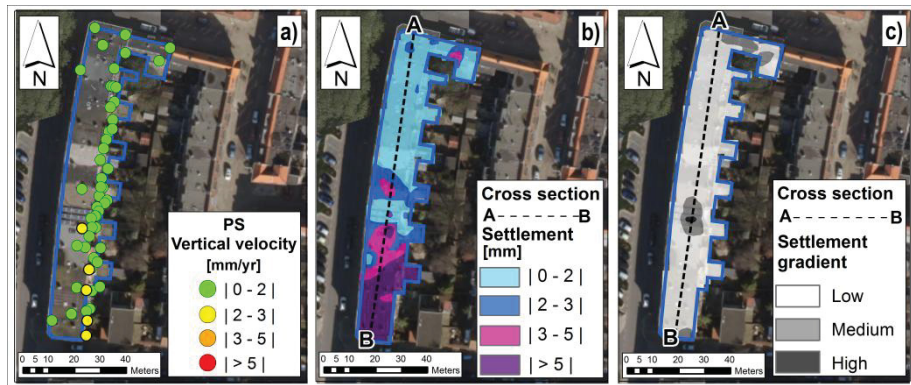 a)
N
PS
Vertical velocity
[mm/yr]
| 0 - 2 |
| 2 - 3 |
| 3 - 5 |
| > 5 |
0 5 10 20 30 40
Meters
b)
N
A
B
Cross section
A - - - - - - - B
Settlement
[mm]
| 0 - 2 |
| 2 - 3 |
| 3 - 5 |
| > 5 |
0 5 10 20 30 40
Meters
c)
N
A
B
Cross section
A - - - - - - - B
Settlement
gradient
Low
Medium
High
0 5 10 20 30 40
Meters